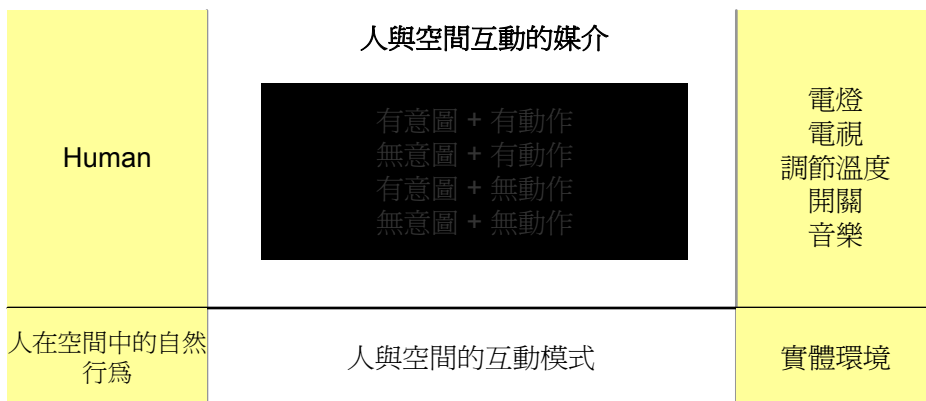 人與空間互動的媒介
Human
有意圖 + 有動作
無意圖 + 有動作
有意圖 + 無動作
無意圖 + 無動作
電燈
電視
調節溫度
開關
音樂
人在空間中的自然
行爲
人與空間的互動模式
實體環境